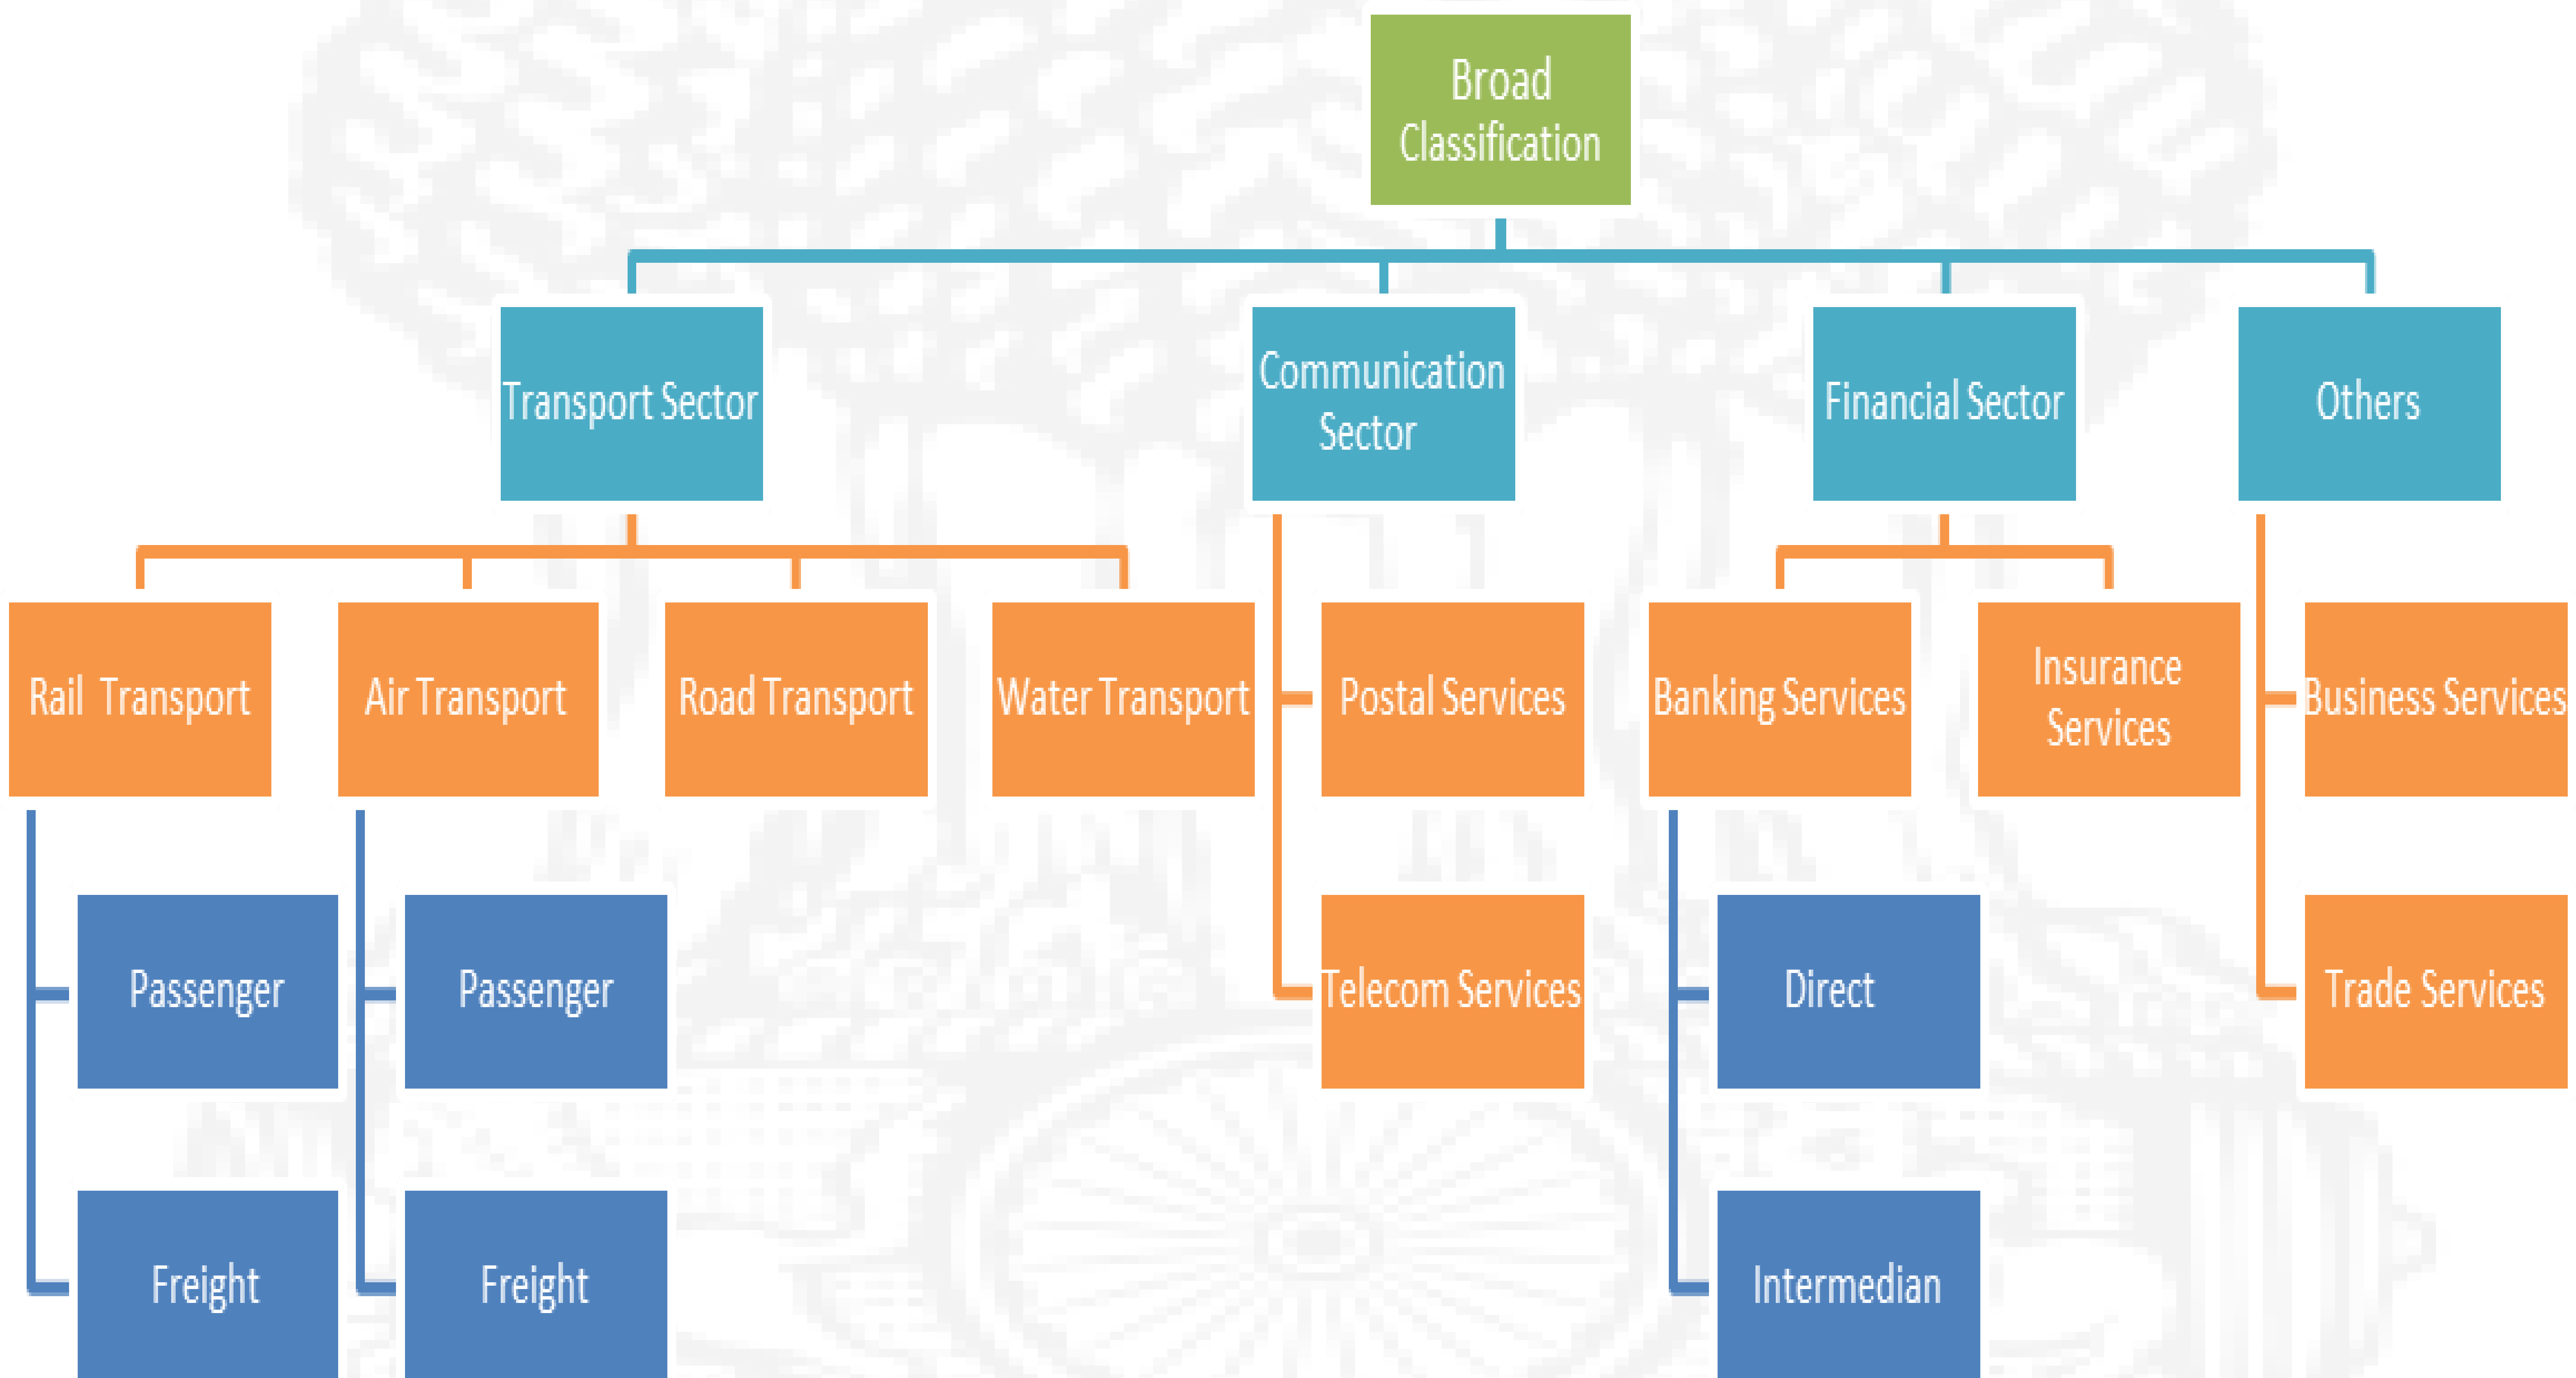 Broad
Classification
Transport Sector
Communication
Sector
Financial Sector
Others
Rail Transport
Air Transport
Road Transport
Water Transport
Postal Services
Banking Services
Insurance
Services
Business Services
Passenger
Passenger
Telecom Services
Direct
Trade Services
Freight
Freight
Intermedian